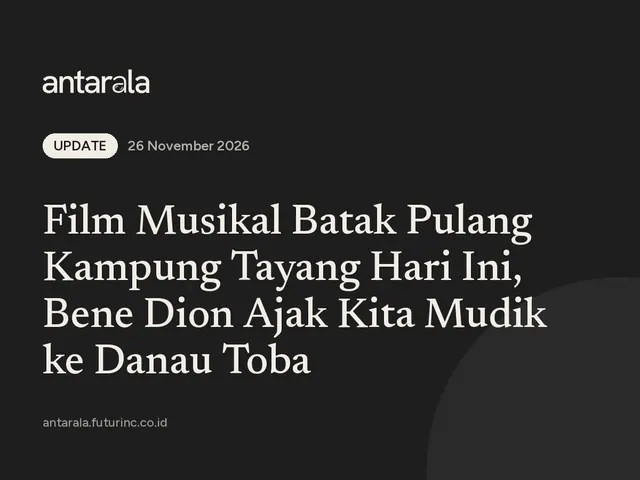 antarala
UPDATE 26 November 2026
Film Musikal Batak Pulang
Kampung Tayang Hari Ini,
Bene Dion Ajak Kita Mudik
ke Danau Toba
antarala.futurinc.co.id